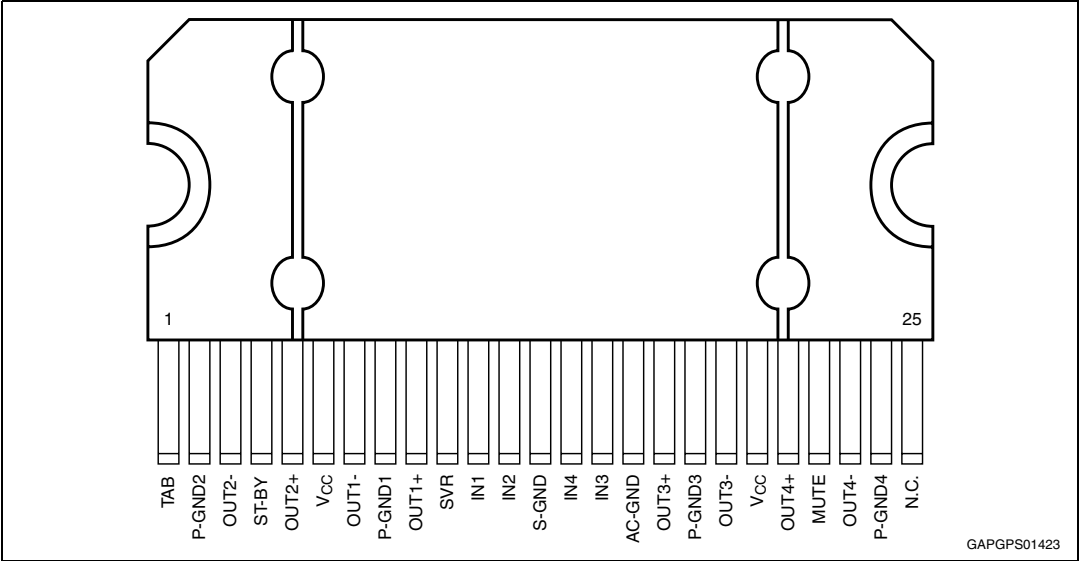 1
25
TAB
P-GND2
OUT2-
ST-BY
OUT2+
VCC
OUT1-
P-GND1
OUT1+
SVR
IN1
IN2
S-GND
IN4
IN3
AC-GND
OUT3+
P-GND3
OUT3-
VCC
OUT4+
MUTE
OUT4-
P-GND4
N.C.
GAPGPS01423